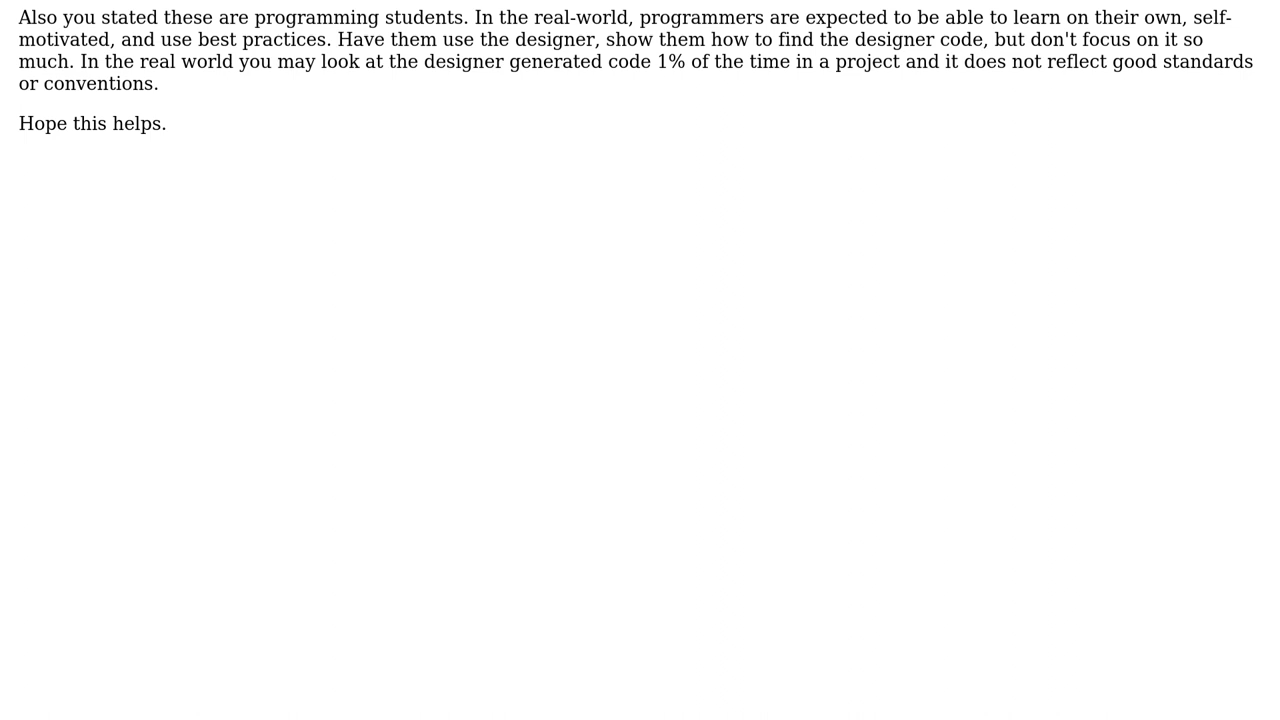 Also you stated these are programming students. In the real-world, programmers are expected to be able to learn on their own, self-
motivated, and use best practices. Have them use the designer, show them how to find the designer code, but don't focus on it so
much. In the real world you may look at the designer generated code 1% of the time in a project and it does not reflect good standards
or conventions.
Hope this helps.